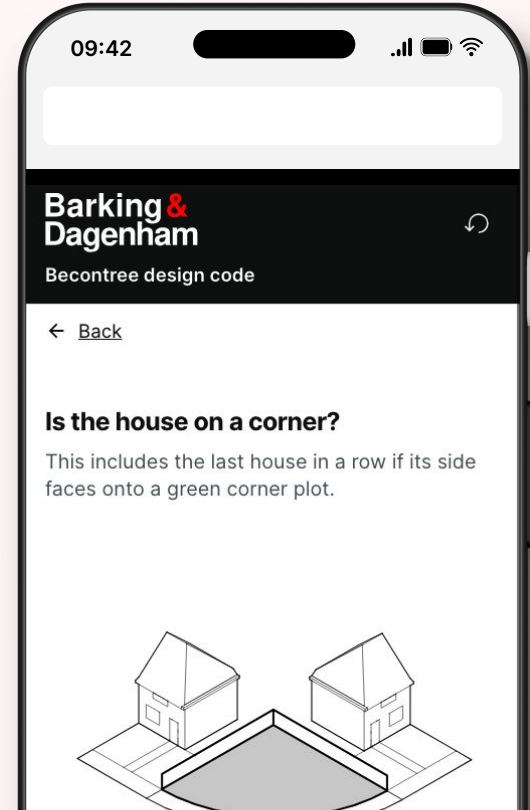 09:42
Barking &
Dagenham
Becontree design code
← Back
Is the house on a corner?
This includes the last house in a row if its side
faces onto a green corner plot.